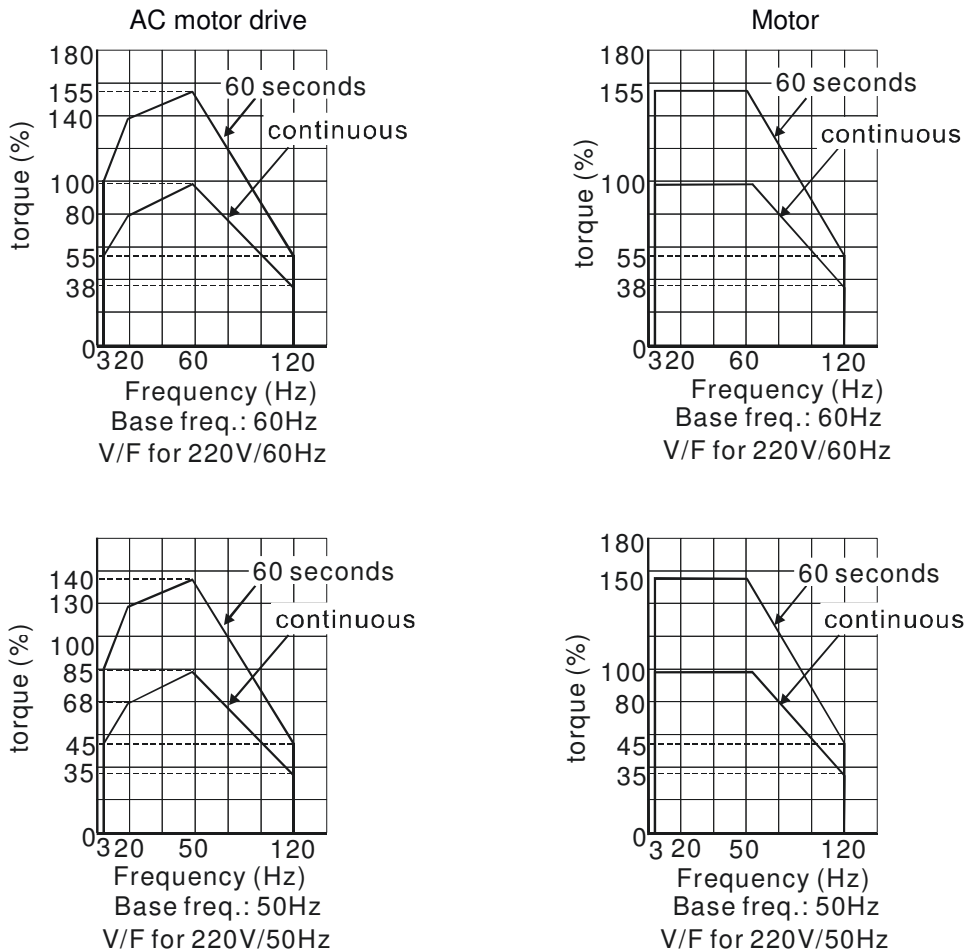 AC motor drive
180
155
140
100
80
55
38
0
torque (%)
60 seconds
continuous
3 20 60 120
Frequency (Hz)
Base freq.: 60Hz
V/F for 220V/60Hz
Motor
180
155
100
80
55
38
0
torque (%)
60 seconds
continuous
3 20 60 120
Frequency (Hz)
Base freq.: 60Hz
V/F for 220V/60Hz
140
130
100
85
68
45
35
0
torque (%)
60 seconds
continuous
3 20 50 120
Frequency (Hz)
Base freq.: 50Hz
V/F for 220V/50Hz
180
150
100
80
45
35
0
torque (%)
60 seconds
continuous
3 20 50 120
Frequency (Hz)
Base freq.: 50Hz
V/F for 220V/50Hz